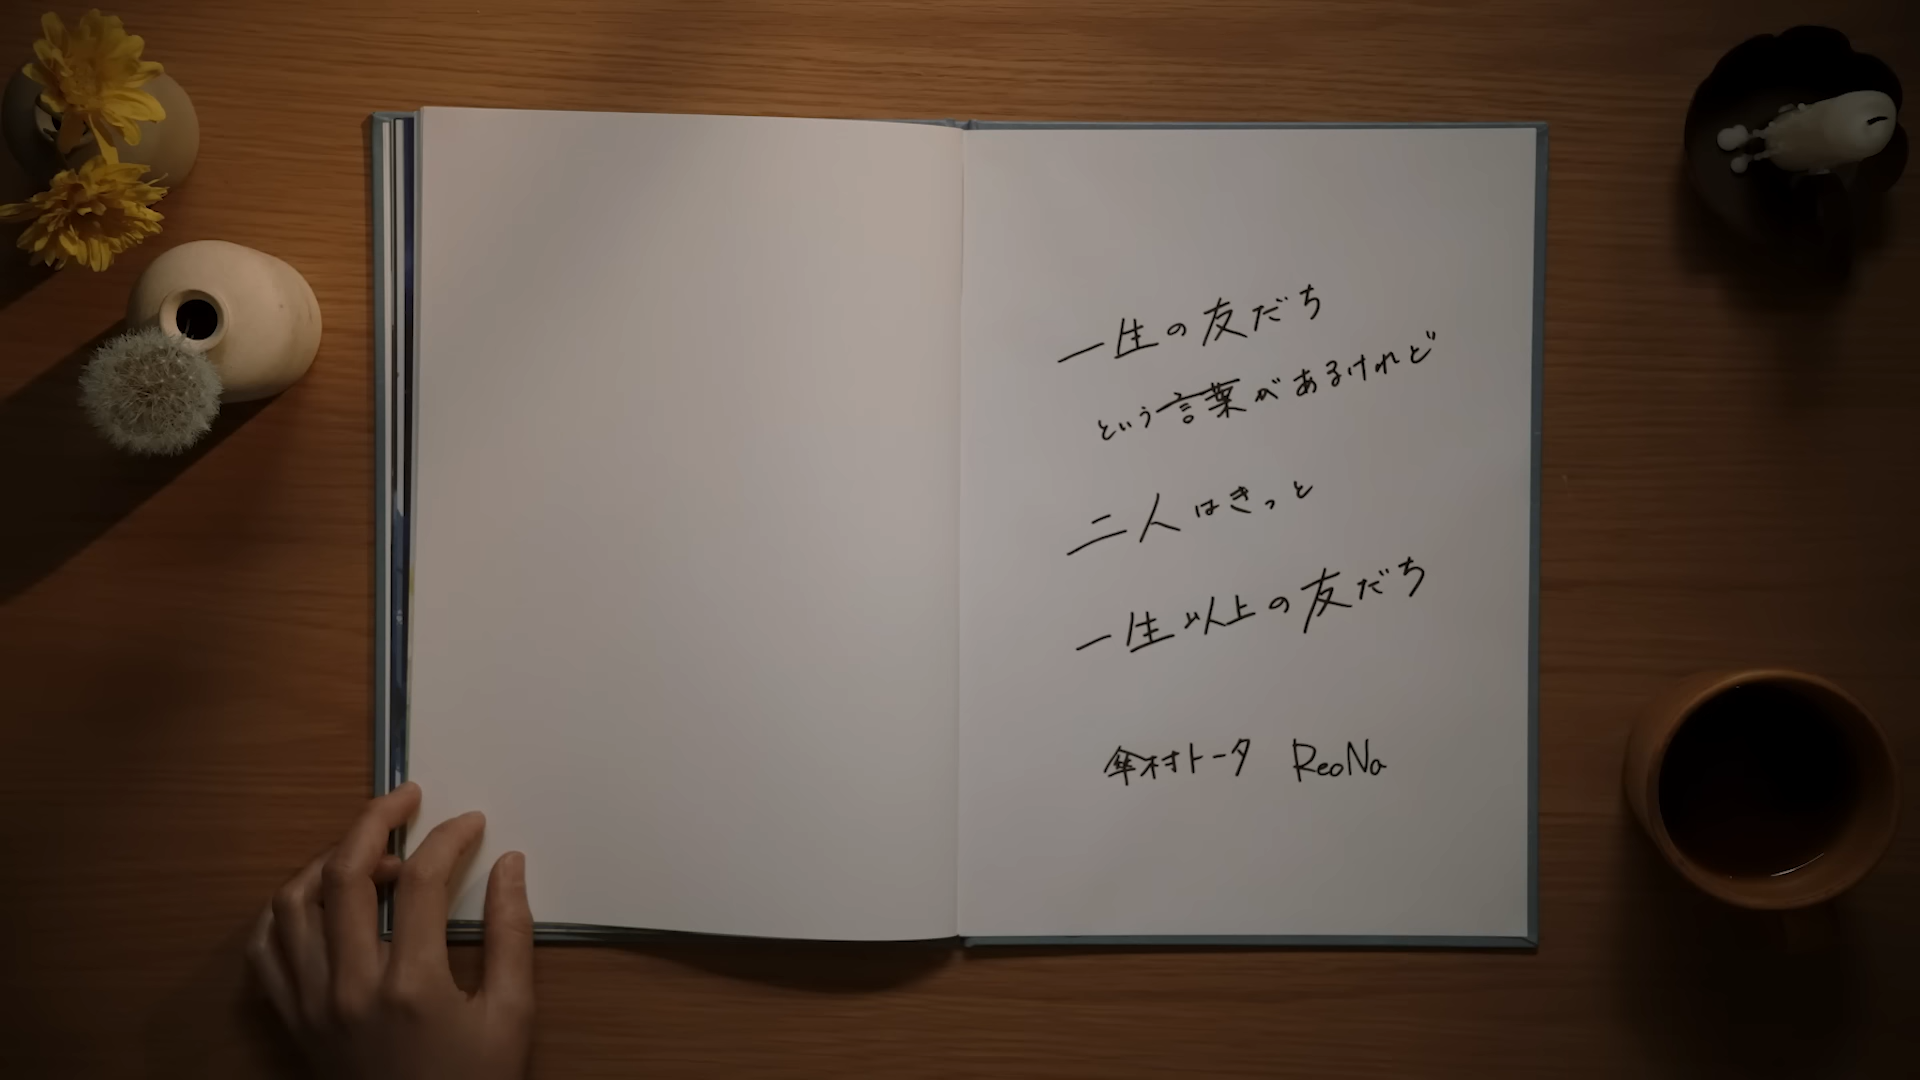 一生の友だち
という言葉があるけれど
二人はきっと
一生以上の友だち
傘村トータ ReoNa